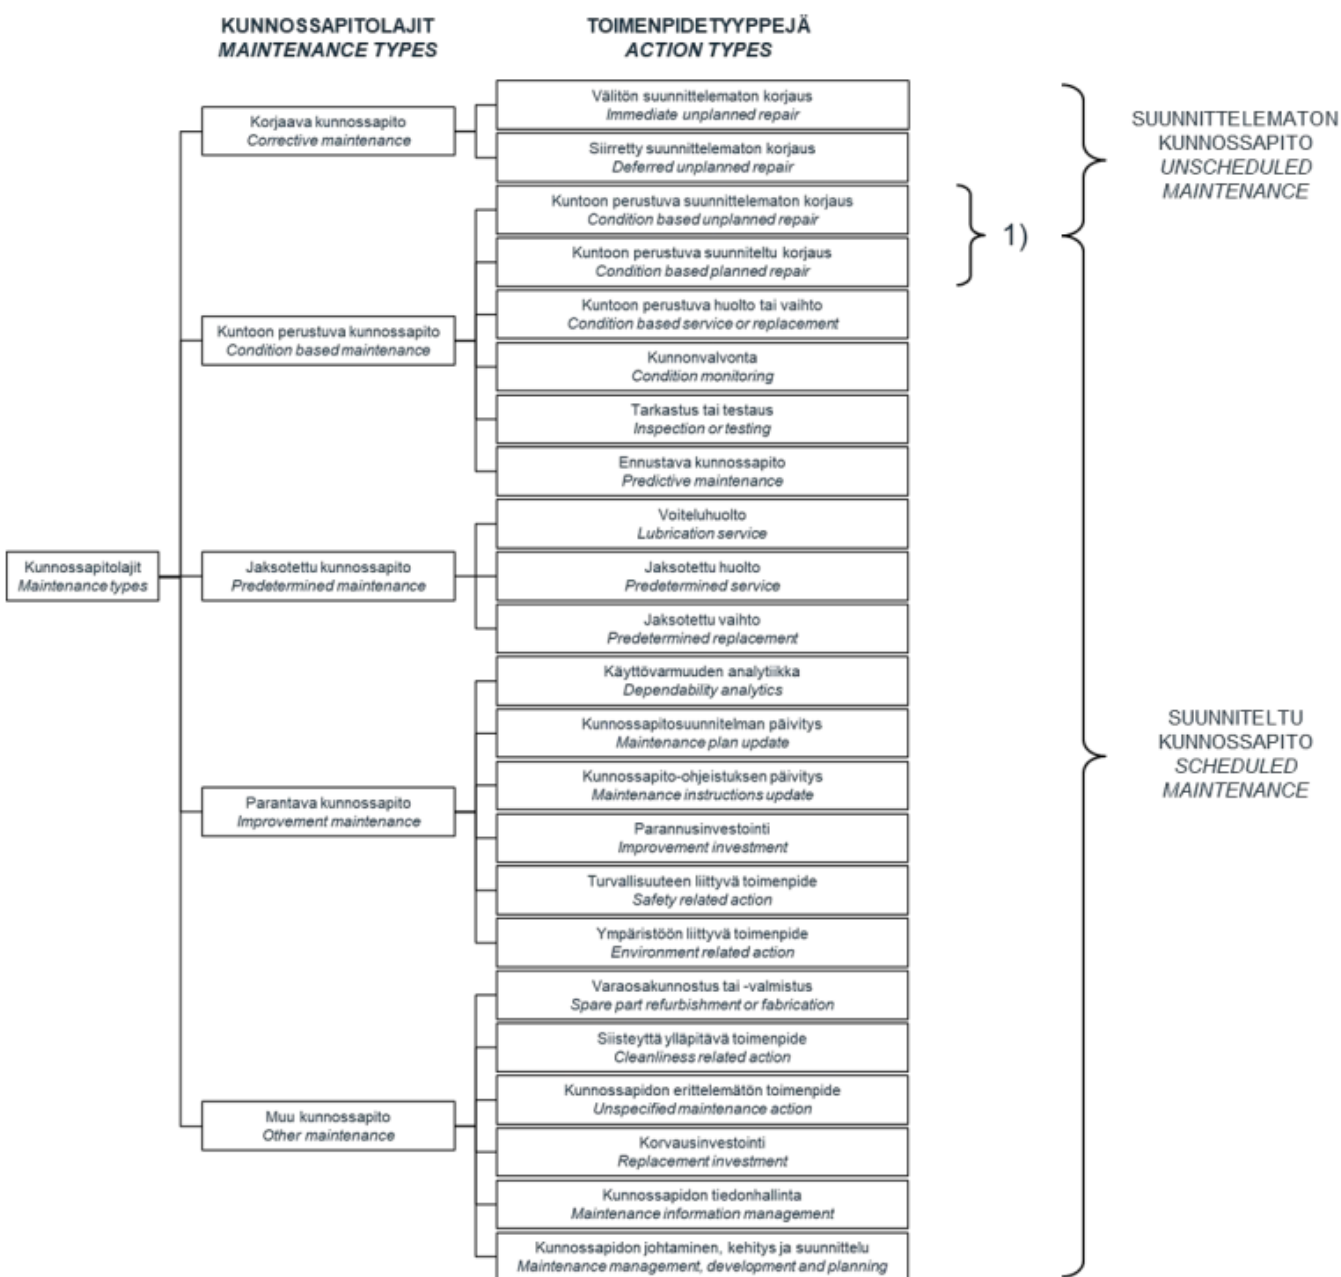 KUNNOSSAPITOLAJIT
MAINTENANCE TYPES
TOIMENPIDETYYPPEJÄ
ACTION TYPES
Kunnossapitolajit
Maintenance types
Korjaava kunnossapito
Corrective maintenance
Välitön suunnittelematon korjaus
Immediate unplanned repair
Siirretty suunnittelematon korjaus
Deferred unplanned repair
Kuntoon perustuva kunnossapito
Condition based maintenance
Kuntoon perustuva suunnittelematon korjaus
Condition based unplanned repair
Kuntoon perustuva suunniteltu korjaus
Condition based planned repair
Kuntoon perustuva huolto tai vaihto
Condition based service or replacement
Kunnonvalvonta
Condition monitoring
Tarkastus tai testaus
Inspection or testing
Ennustava kunnossapito
Predictive maintenance
Jaksotettu kunnossapito
Predetermined maintenance
Voiteluhuolto
Lubrication service
Jaksotettu huolto
Predetermined service
Jaksotettu vaihto
Predetermined replacement
Parantava kunnossapito
Improvement maintenance
Käyttövarmuuden analytiikka
Dependability analytics
Kunnossapitosuunnitelman päivitys
Maintenance plan update
Kunnossapito-ohjeistuksen päivitys
Maintenance instructions update
Parannusinvestointi
Improvement investment
Turvallisuuteen liittyvä toimenpide
Safety related action
Ympäristöön liittyvä toimenpide
Environment related action
Muu kunnossapito
Other maintenance
Varaosakunnostus tai -valmistus
Spare part refurbishment or fabrication
Siisteyttä ylläpitävä toimenpide
Cleanliness related action
Kunnossapidon erittelemätön toimenpide
Unspecified maintenance action
Korvausinvestointi
Replacement investment
Kunnossapidon tiedonhallinta
Maintenance information management
Kunnossapidon johtaminen, kehitys ja suunnittelu
Maintenance management, development and planning
1)
SUUNNITTELEMATON
KUNNOSSAPITO
UNSCHEDULED
MAINTENANCE
SUUNNITELTU
KUNNOSSAPITO
SCHEDULED
MAINTENANCE